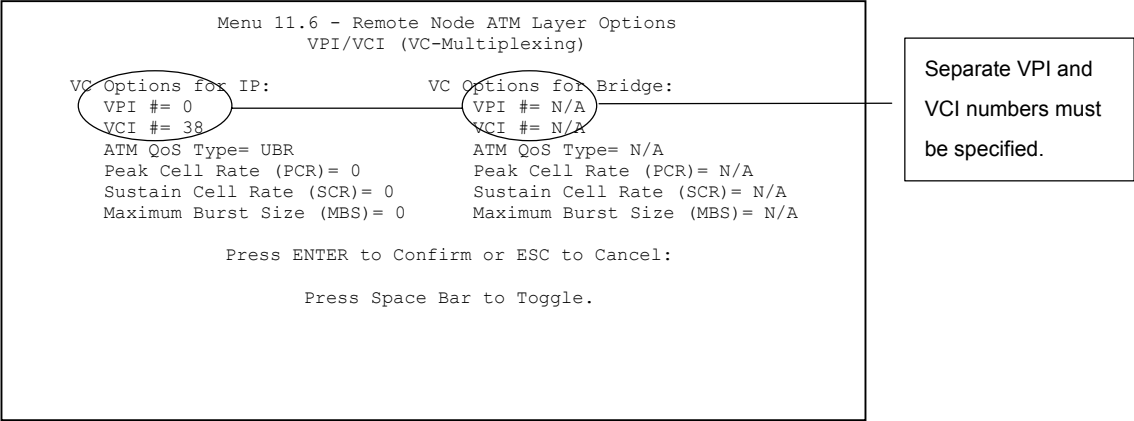 Menu 11.6 - Remote Node ATM Layer Options
VPI/VCI (VC-Multiplexing)
VC Options for IP: VC Options for Bridge:
VPI #= 0 VPI #= N/A
VCI #= 38 VCI #= N/A
ATM QoS Type= UBR ATM QoS Type= N/A
Peak Cell Rate (PCR)= 0 Peak Cell Rate (PCR)= N/A
Sustain Cell Rate (SCR)= 0 Sustain Cell Rate (SCR)= N/A
Maximum Burst Size (MBS)= 0 Maximum Burst Size (MBS)= N/A
Press ENTER to Confirm or ESC to Cancel:
Press Space Bar to Toggle.
Separate VPI and
VCI numbers must
be specified.